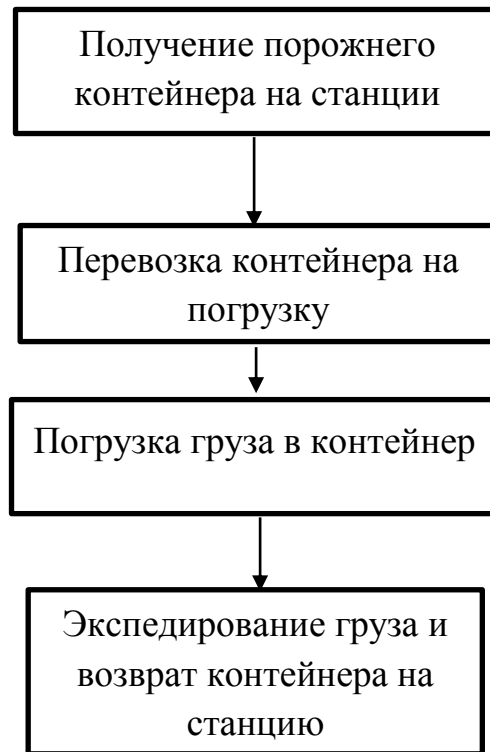 Получение порожнего
контейнера на станции
Перевозка контейнера на
погрузку
Погрузка груза в контейнер
Экспедирование груза и
возврат контейнера на
станцию